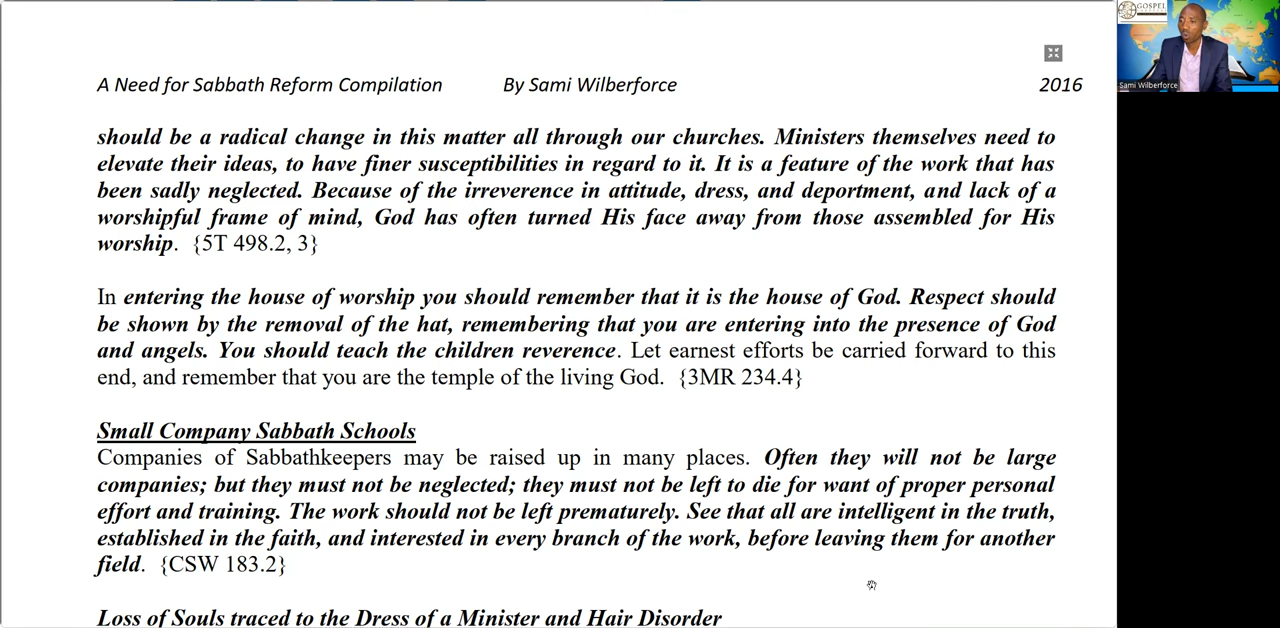 A Need for Sabbath Reform Compilation By Sami Wilberforce 2016
should be a radical change in this matter all through our churches. Ministers themselves need to
elevate their ideas, to have finer susceptibilities in regard to it. It is a feature of the work that has
been sadly neglected. Because of the irreverence in attitude, dress, and deportment, and lack of a
worshipful frame of mind, God has often turned His face away from those assembled for His
worship. {5T 498.2, 3}
In entering the house of worship you should remember that it is the house of God. Respect should
be shown by the removal of the hat, remembering that you are entering into the presence of God
and angels. You should teach the children reverence. Let earnest efforts be carried forward to this
end, and remember that you are the temple of the living God. {3MR 234.4}
Small Company Sabbath Schools
Companies of Sabbathkeepers may be raised up in many places. Often they will not be large
companies; but they must not be neglected; they must not be left to die for want of proper personal
effort and training. The work should not be left prematurely. See that all are intelligent in the truth,
established in the faith, and interested in every branch of the work, before leaving them for another
field. {CSW 183.2}
Loss of Souls traced to the Dress of a Minister and Hair Disorder
GOSPEL
Sami Wilberforce